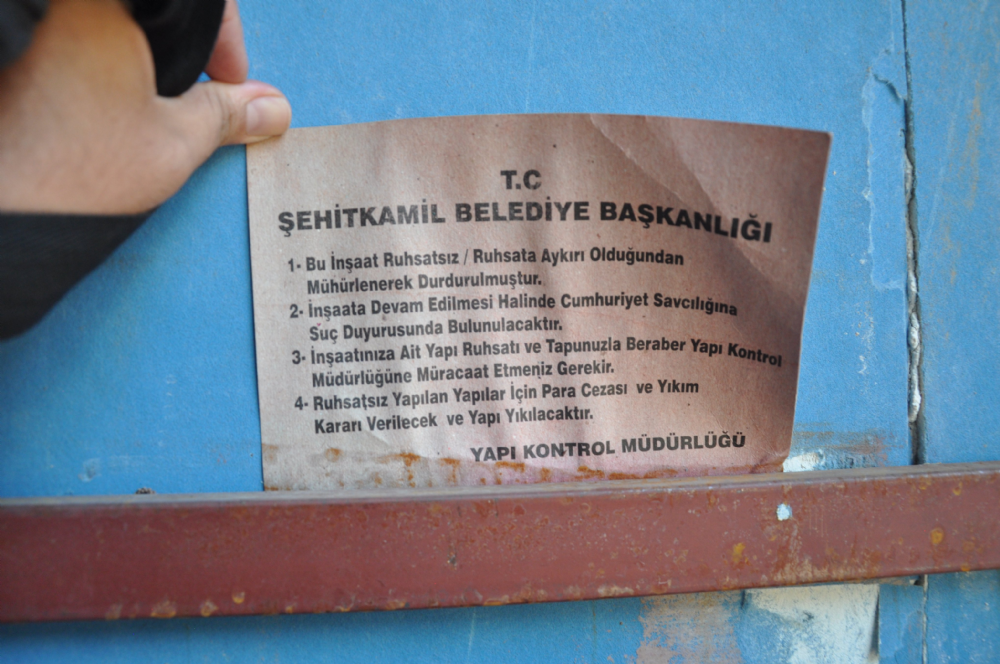 T.C
ŞEHİTKAMİL BELEDİYE BAŞKANLIĞI
1- Bu İnşaat Ruhsatsız / Ruhsata Aykırı Olduğundan
Mühürlenerek Durdurulmuştur.
2- İnşaata Devam Edilmesi Halinde Cumhuriyet Savcılığına
Suç Duyurusunda Bulunulacaktır.
3- İnşaatınıza Ait Yapı Ruhsatı ve Tapunuzla Beraber Yapı Kontrol
Müdürlüğüne Müracaat Etmeniz Gerekir.
4- Ruhsatsız Yapılan Yapılar İçin Para Cezası ve Yıkım
Kararı Verilecek ve Yapı Yıkılacaktır.
YAPI KONTROL MÜDÜRLÜĞÜ